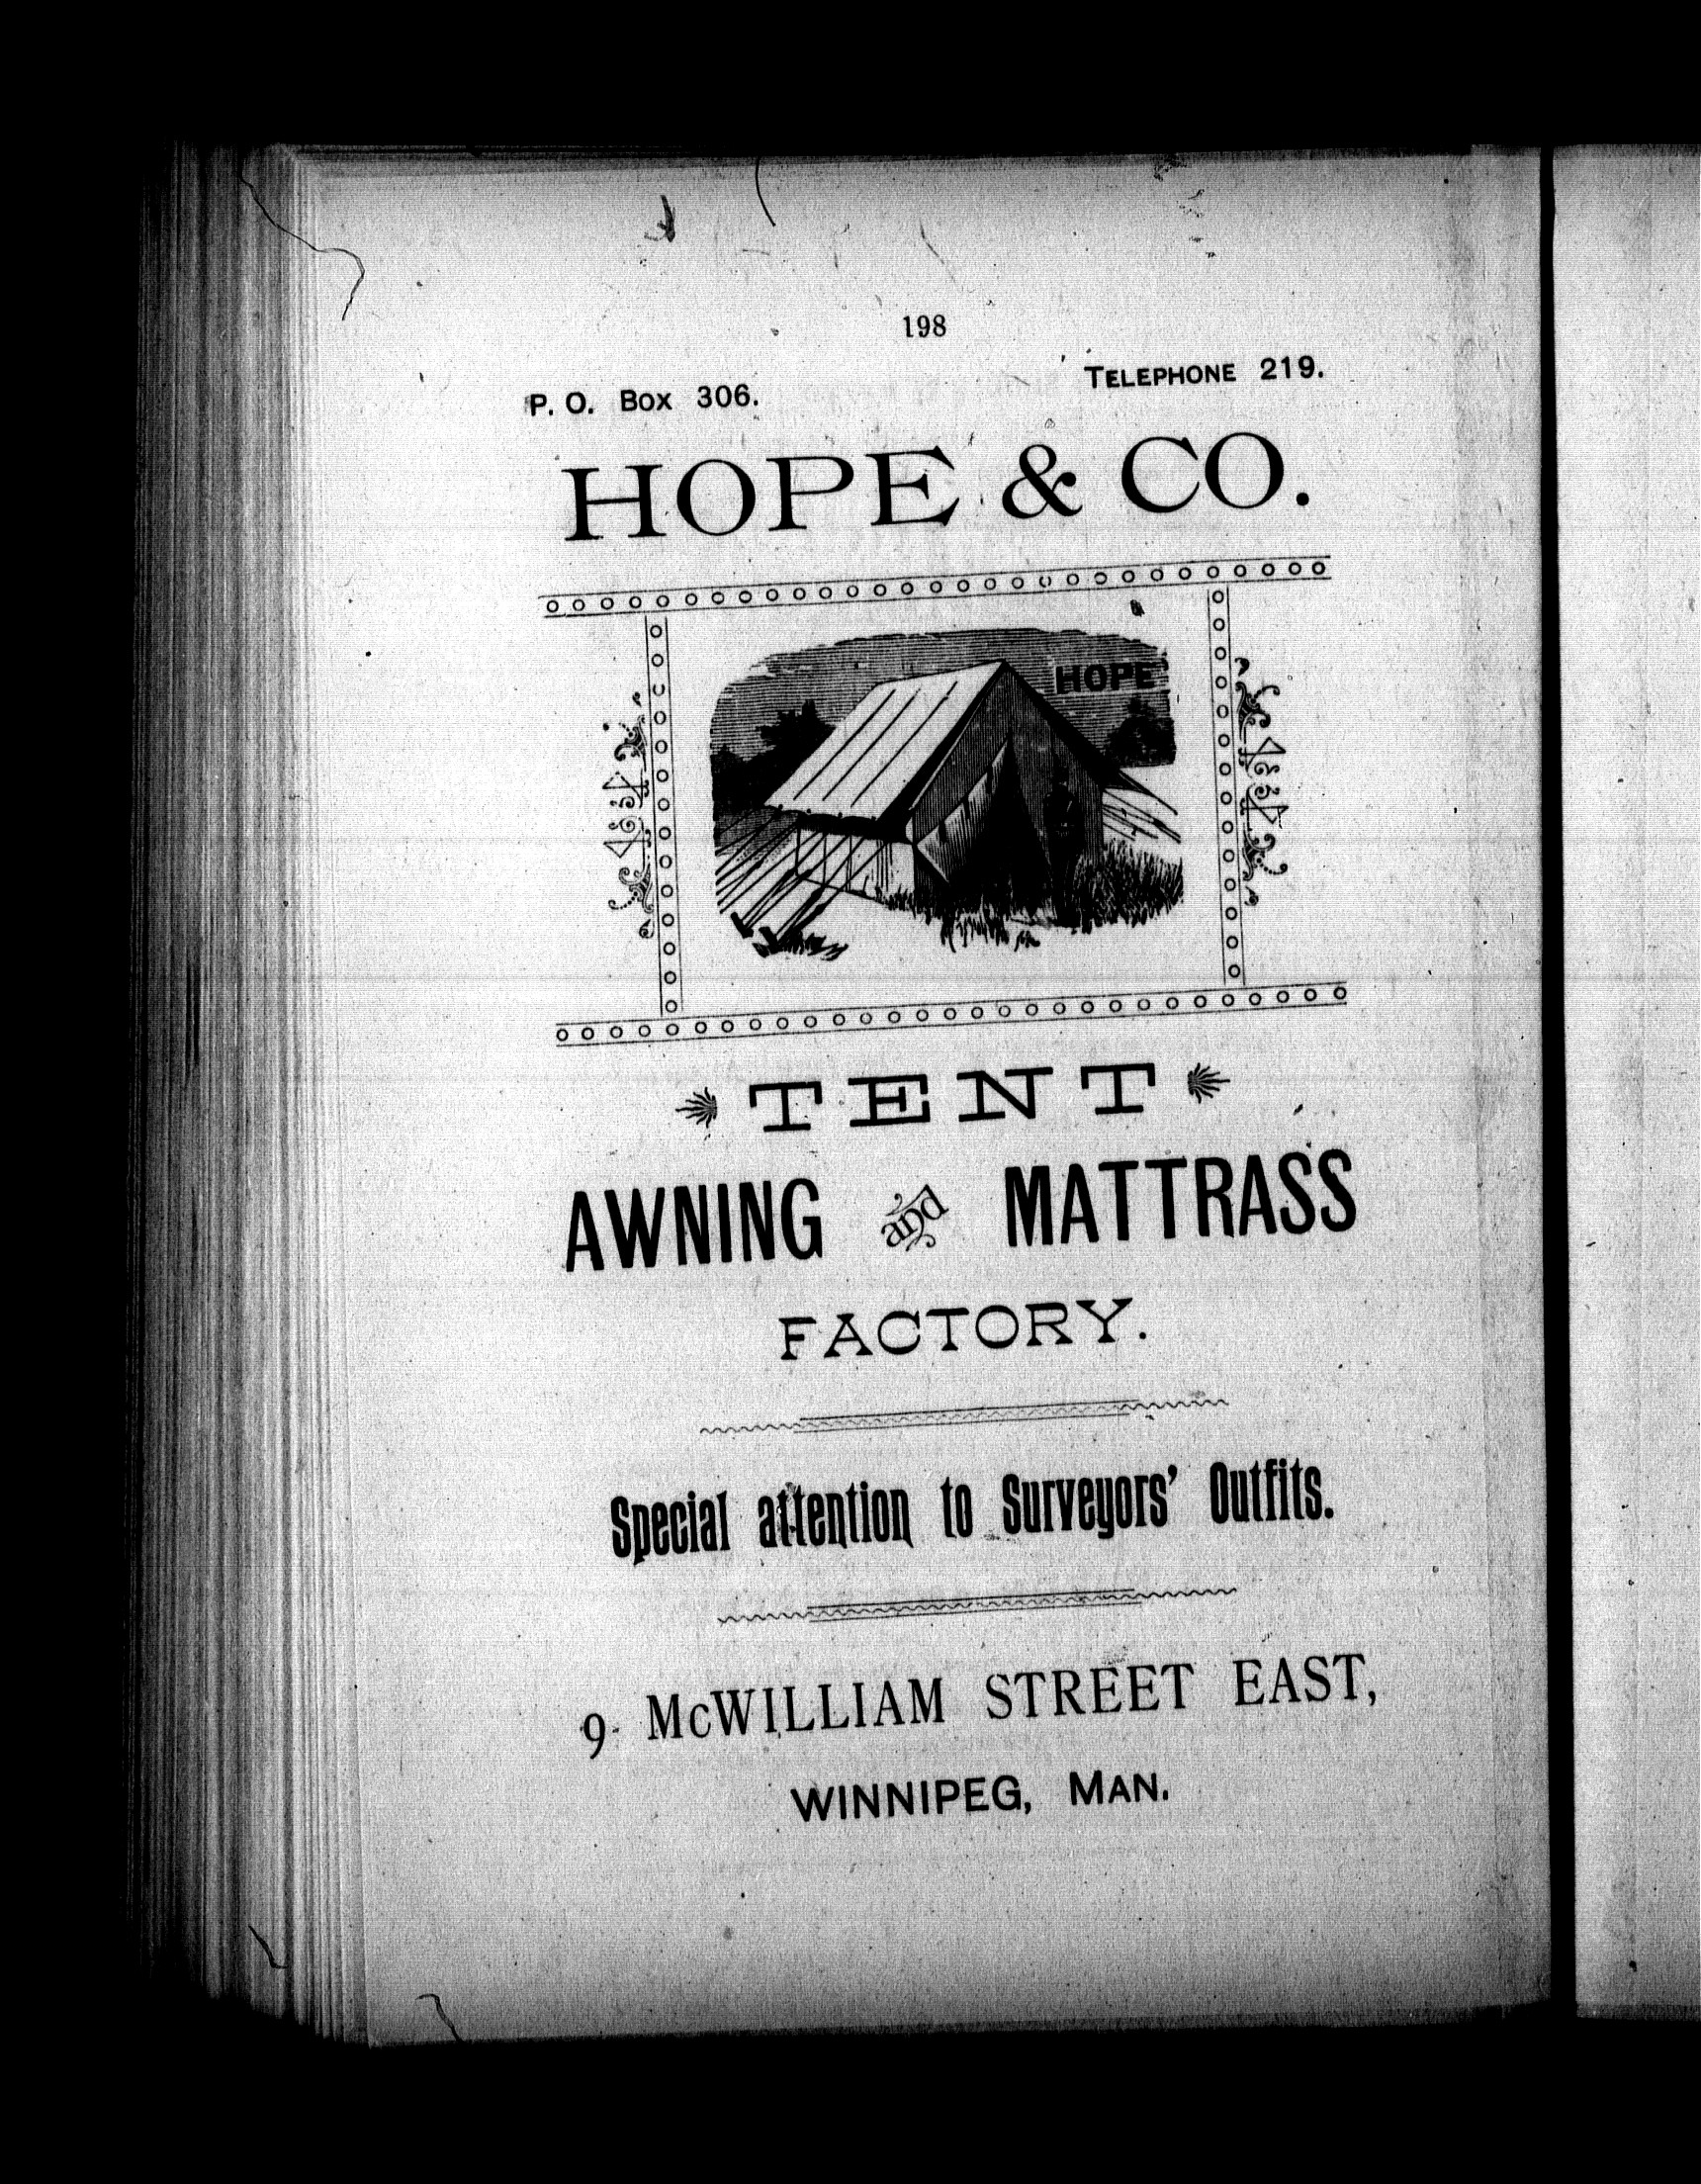 198
P. O. Box 306. TELEPHONE 219.
HOPE & CO.
HOPE
TENT
AWNING and MATTRASS
FACTORY.
Special attention to Surveyors' Outfits.
9 McWILLIAM STREET EAST,
WINNIPEG, MAN.